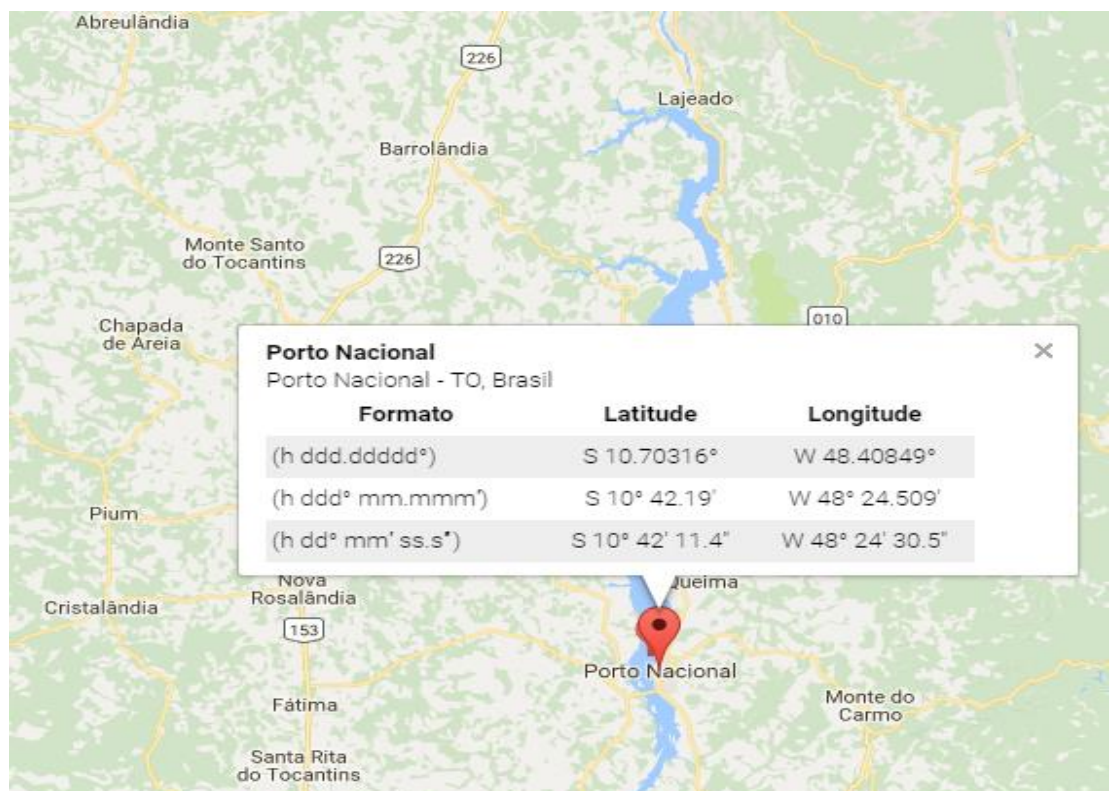 Abreulândia
226
Lajeado
Barrolândia
Monte Santo
do Tocantins
226
Chapada
de Areia
010
Porto Nacional
Porto Nacional - TO, Brasil
Formato Latitude Longitude
(h ddd.ddddd°) S 10.70316° W 48.40849°
(h ddd° mm.mmm') S 10° 42.19' W 48° 24.509'
(h dd° mm' ss.s") S 10° 42' 11.4" W 48° 24' 30.5"
Pium
Nova
Rosalândia
Queima
Cristalândia
153
Porto Nacional
Fátima
Monte do
Carmo
Santa Rita
do Tocantins